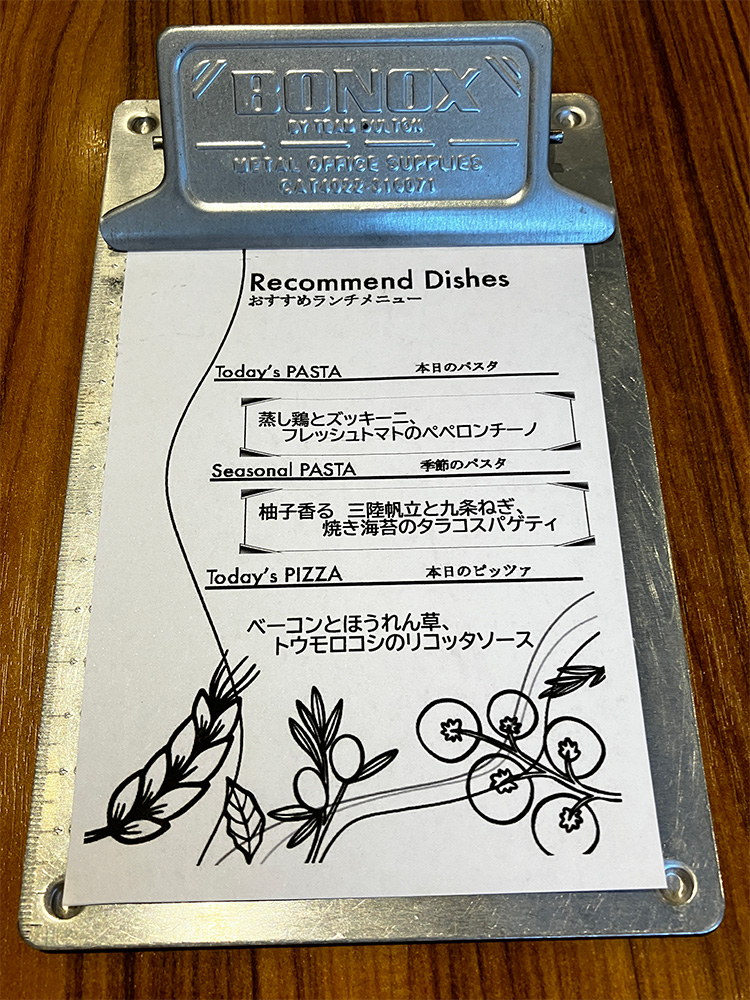 BONOX
BY TEAM DULTON
METAL OFFICE SUPPLIES
CAT4022-316071
Recommend Dishes
おすすめランチメニュー
Today's PASTA 本日のパスタ
蒸し鶏とズッキーニ、
フレッシュトマトのペペロンチーノ
Seasonal PASTA 季節のパスタ
柚子香る 三陸帆立と九条ねぎ、
焼き海苔のタラコスパゲティ
Today's PIZZA 本日のピッツァ
ベーコンとほうれん草、
トウモロコシのリコッタソース